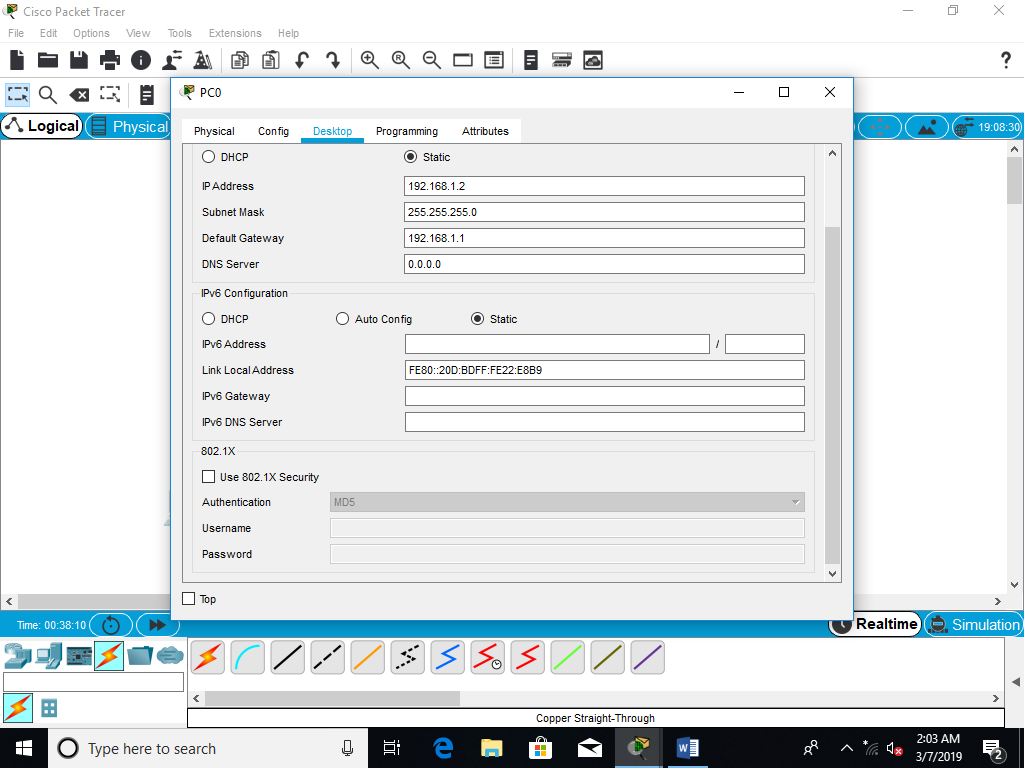 Cisco Packet Tracer
File Edit Options View Tools Extensions Help
PC0
Logical Physical 19:08:30
Physical Config Desktop Programming Attributes
DHCP Static
IP Address 192.168.1.2
Subnet Mask 255.255.255.0
Default Gateway 192.168.1.1
DNS Server 0.0.0.0
IPv6 Configuration
DHCP Auto Config Static
IPv6 Address /
Link Local Address FE80::20D:BDFF:FE22:E8B9
IPv6 Gateway
IPv6 DNS Server
802.1X
Use 802.1X Security
Authentication MD5
Username
Password
Top
Time: 00:38:10 Realtime Simulation
Copper Straight-Through
Type here to search
2:03 AM
3/7/2019
2